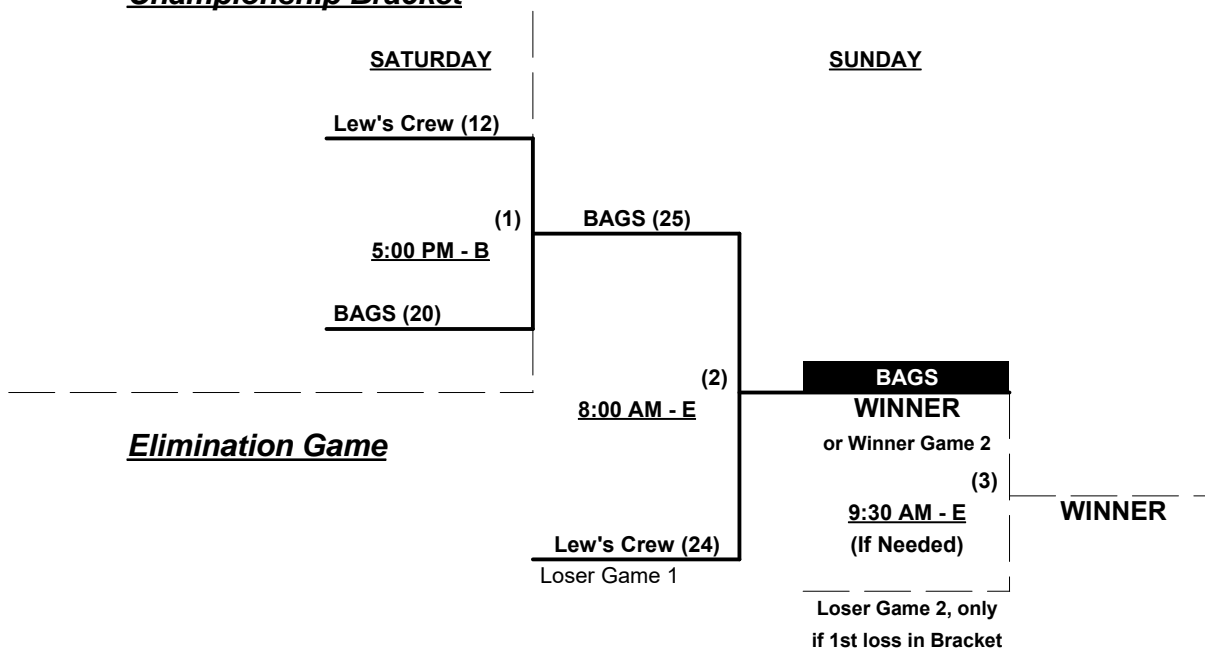 Championship Bracket
SATURDAY
SUNDAY
Lew's Crew (12)
(1)
BAGS (25)
5:00 PM - B
BAGS (20)
(2)
BAGS
8:00 AM - E
WINNER
Elimination Game
or Winner Game 2
(3)
9:30 AM - E
WINNER
Lew's Crew (24)
(If Needed)
Loser Game 1
Loser Game 2, only
if 1st loss in Bracket